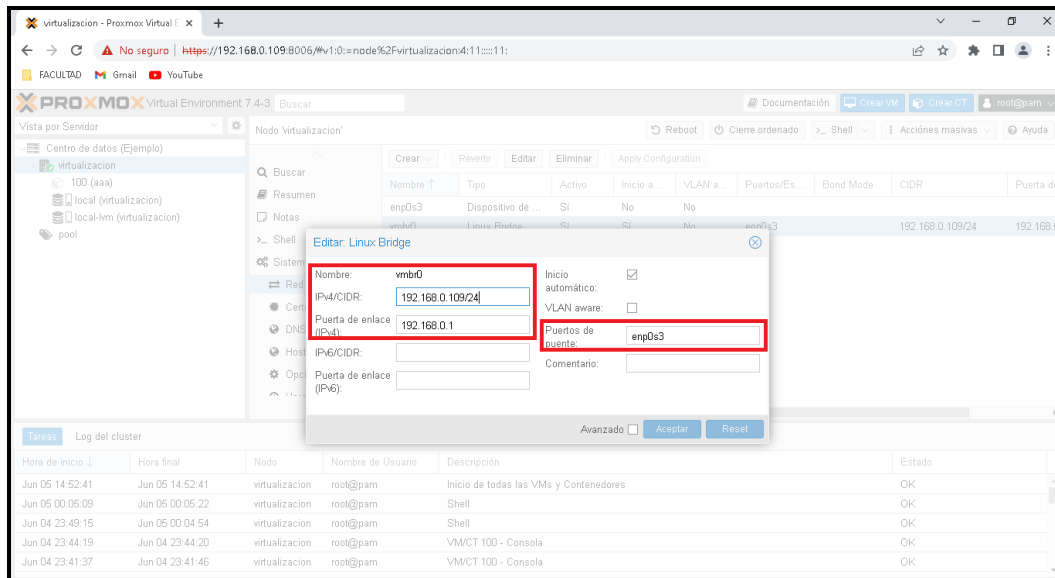 virtualizacion - Proxmox Virtual E
No seguro | https://192.168.0.109:8006/#v1:0:=node%2Fvirtualizacion:4:11:::::11:
FACULTAD Gmail YouTube
PROXMOX Virtual Environment 7.4-3 Buscar Documentación Crear VM Crear CT root@pam
Vista por Servidor Nodo 'virtualizacion' Reboot Cierre ordenado >_ Shell Acciónes masivas Ayuda
Centro de datos (Ejemplo)
virtualizacion
100 (aaa)
local (virtualizacion)
local-lvm (virtualizacion)
pool
Buscar
Resumen
Notas
>_ Shell
Sistem
Red
Certi
DNS
Host
Opci
Crear Revertir Editar Eliminar Apply Configuration
Nombre ↑ Tipo Activo Inicio a... VLAN a... Puertos/Es... Bond Mode CIDR Puerta d
enp0s3 Dispositivo de ... Sí No No
vmbr0 Linux Bridge Sí Sí No enp0s3 192.168.0.109/24 192.168.
Editar: Linux Bridge
Nombre: vmbr0
IPv4/CIDR: 192.168.0.109/24
Puerta de enlace (IPv4): 192.168.0.1
IPv6/CIDR:
Puerta de enlace
(IPv6):
Inicio
automático:
VLAN aware:
Puertos de
puente: enp0s3
Comentario:
Avanzado Aceptar Reset
Tareas Log del cluster
Hora de inicio ↓ Hora final Nodo Nombre de Usuario Descripción Estado
Jun 05 14:52:41 Jun 05 14:52:41 virtualizacion root@pam Inicio de todas las VMs y Contenedores OK
Jun 05 00:05:09 Jun 05 00:05:22 virtualizacion root@pam Shell OK
Jun 04 23:49:15 Jun 05 00:04:54 virtualizacion root@pam Shell OK
Jun 04 23:44:19 Jun 04 23:44:20 virtualizacion root@pam VM/CT 100 - Consola OK
Jun 04 23:41:37 Jun 04 23:41:46 virtualizacion root@pam VM/CT 100 - Consola OK